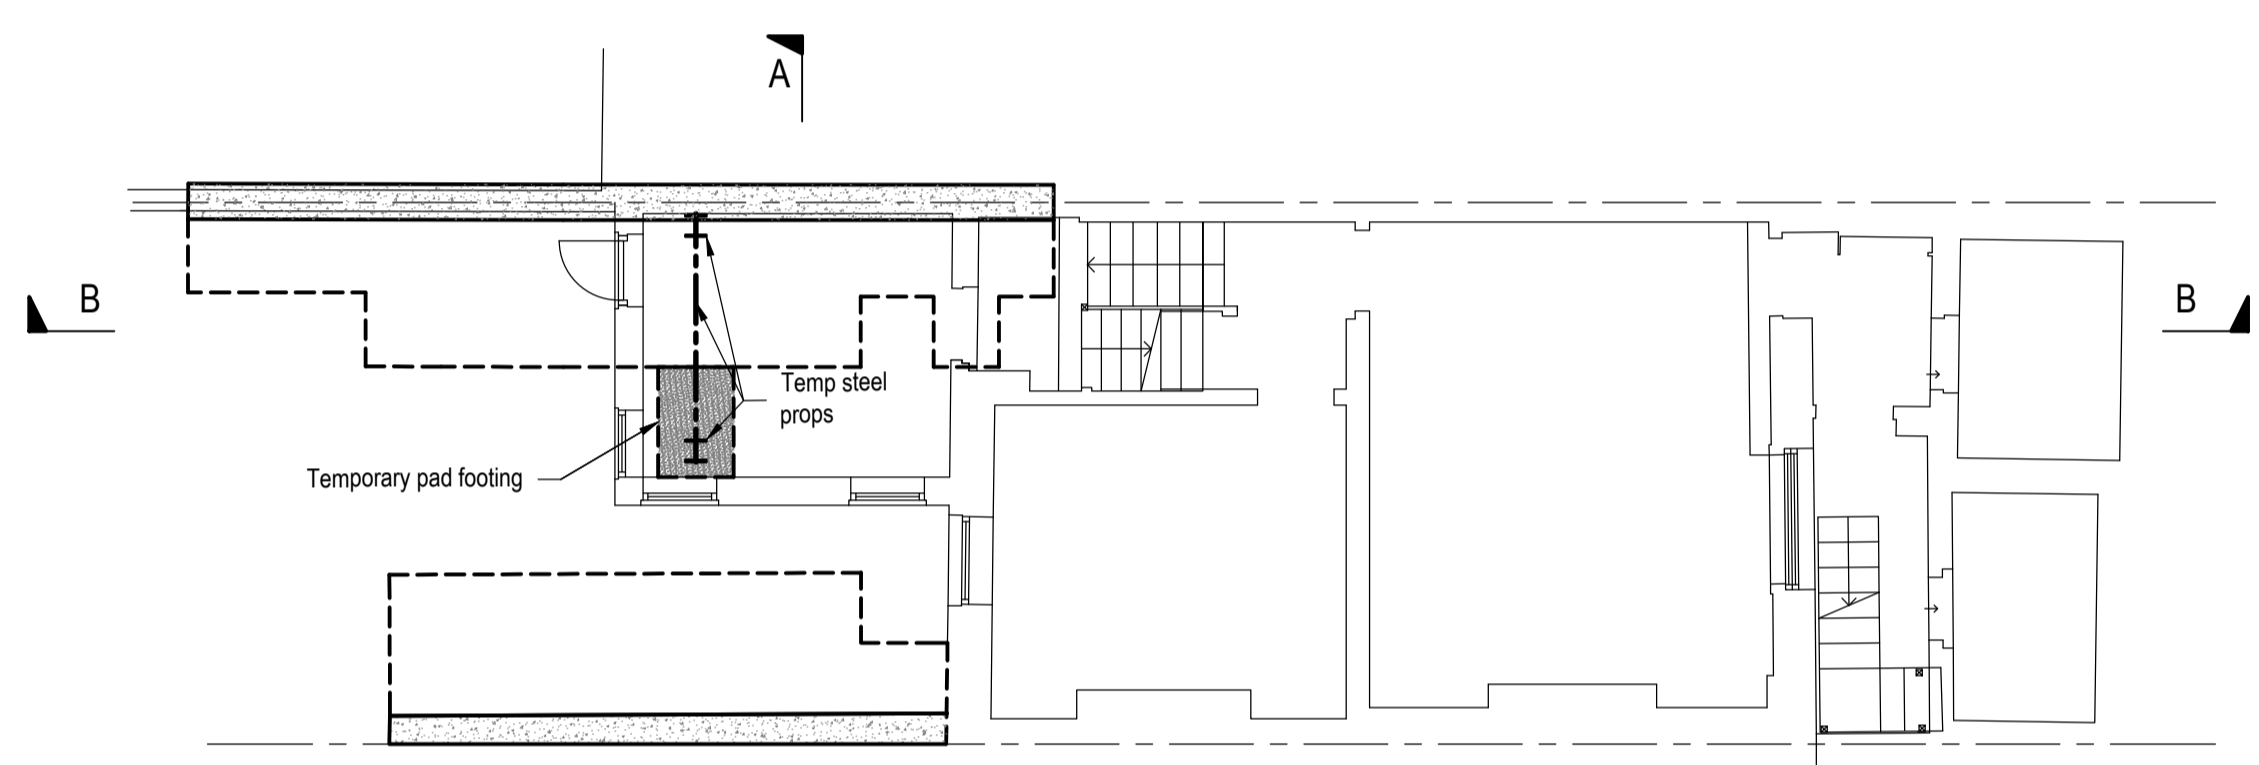 A
B
B
Temp steel
props
Temporary pad footing